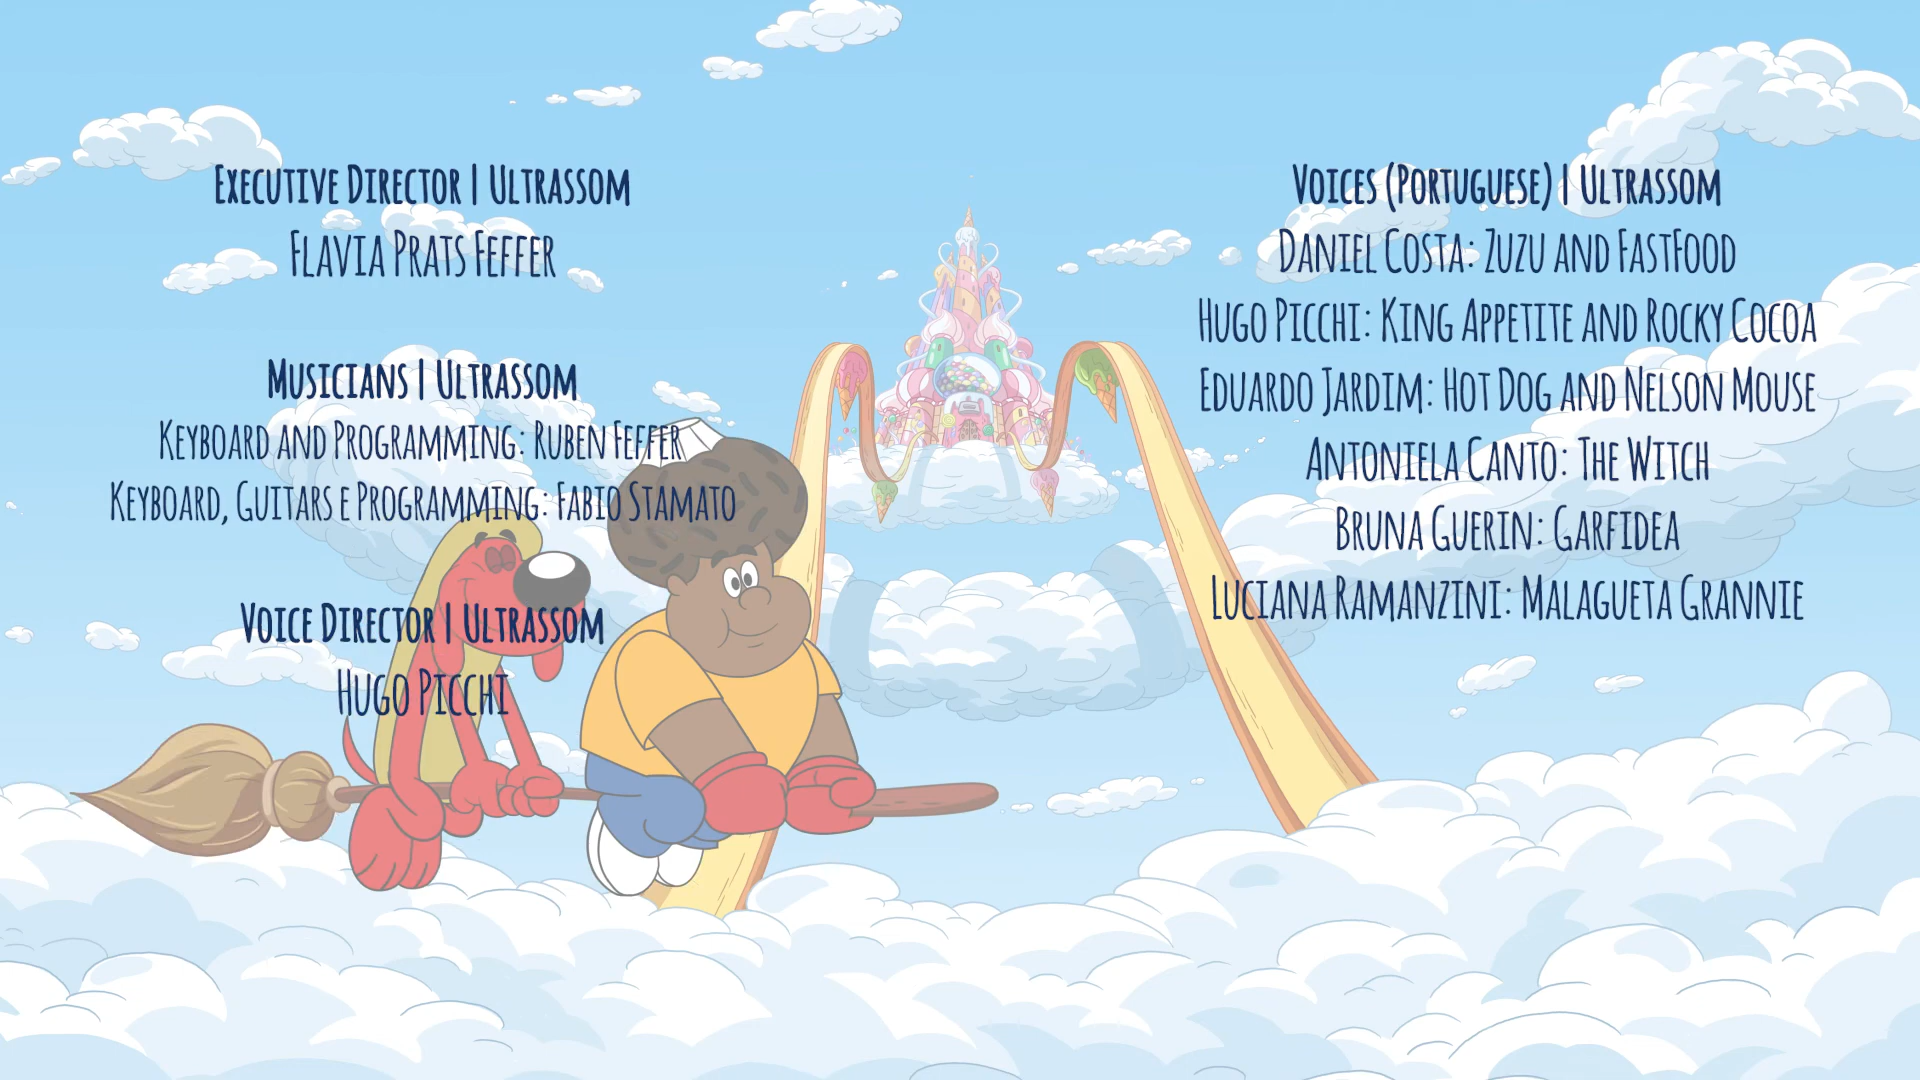 Executive Director | Ultrassom
Flavia Prats Feffer
Musicians | Ultrassom
Keyboard and Programming: Ruben Feffer
Keyboard, Guitars e Programming: Fabio Stamato
Voice Director | Ultrassom
Hugo Picchi
Voices (Portuguese) | Ultrassom
Daniel Costa: Zuzu and FastFood
Hugo Picchi: King Appetite and Rocky Cocoa
Eduardo Jardim: Hot Dog and Nelson Mouse
Antoniela Canto: The Witch
Bruna Guerin: Garfidea
Luciana Ramanzini: Malagueta Grannie